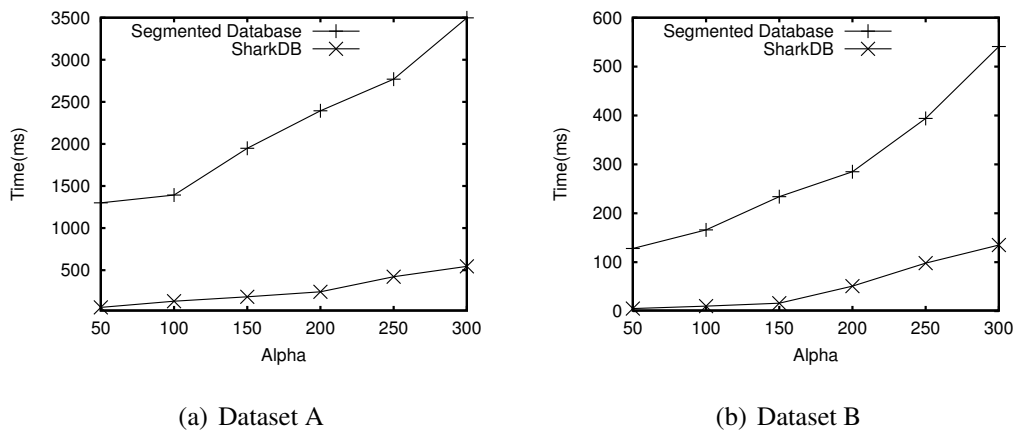 3500
3000
2500
2000
1500
1000
500
Time(ms)
Segmented Database
SharkDB
50 100 150 200 250 300
Alpha
(a) Dataset A
600
500
400
300
200
100
0
Time(ms)
Segmented Database
SharkDB
50 100 150 200 250 300
Alpha
(b) Dataset B